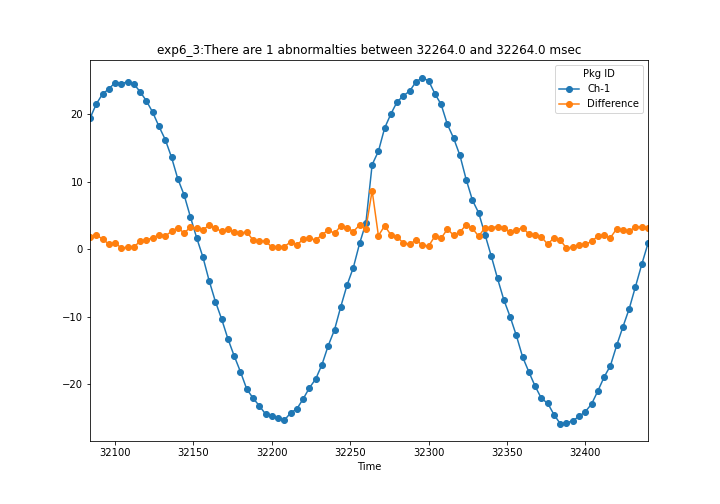 exp6_3:There are 1 abnormalties between 32264.0 and 32264.0 msec
Pkg ID
Ch-1
Difference
20
10
0
−10
−20
32100 32150 32200 32250 32300 32350 32400
Time